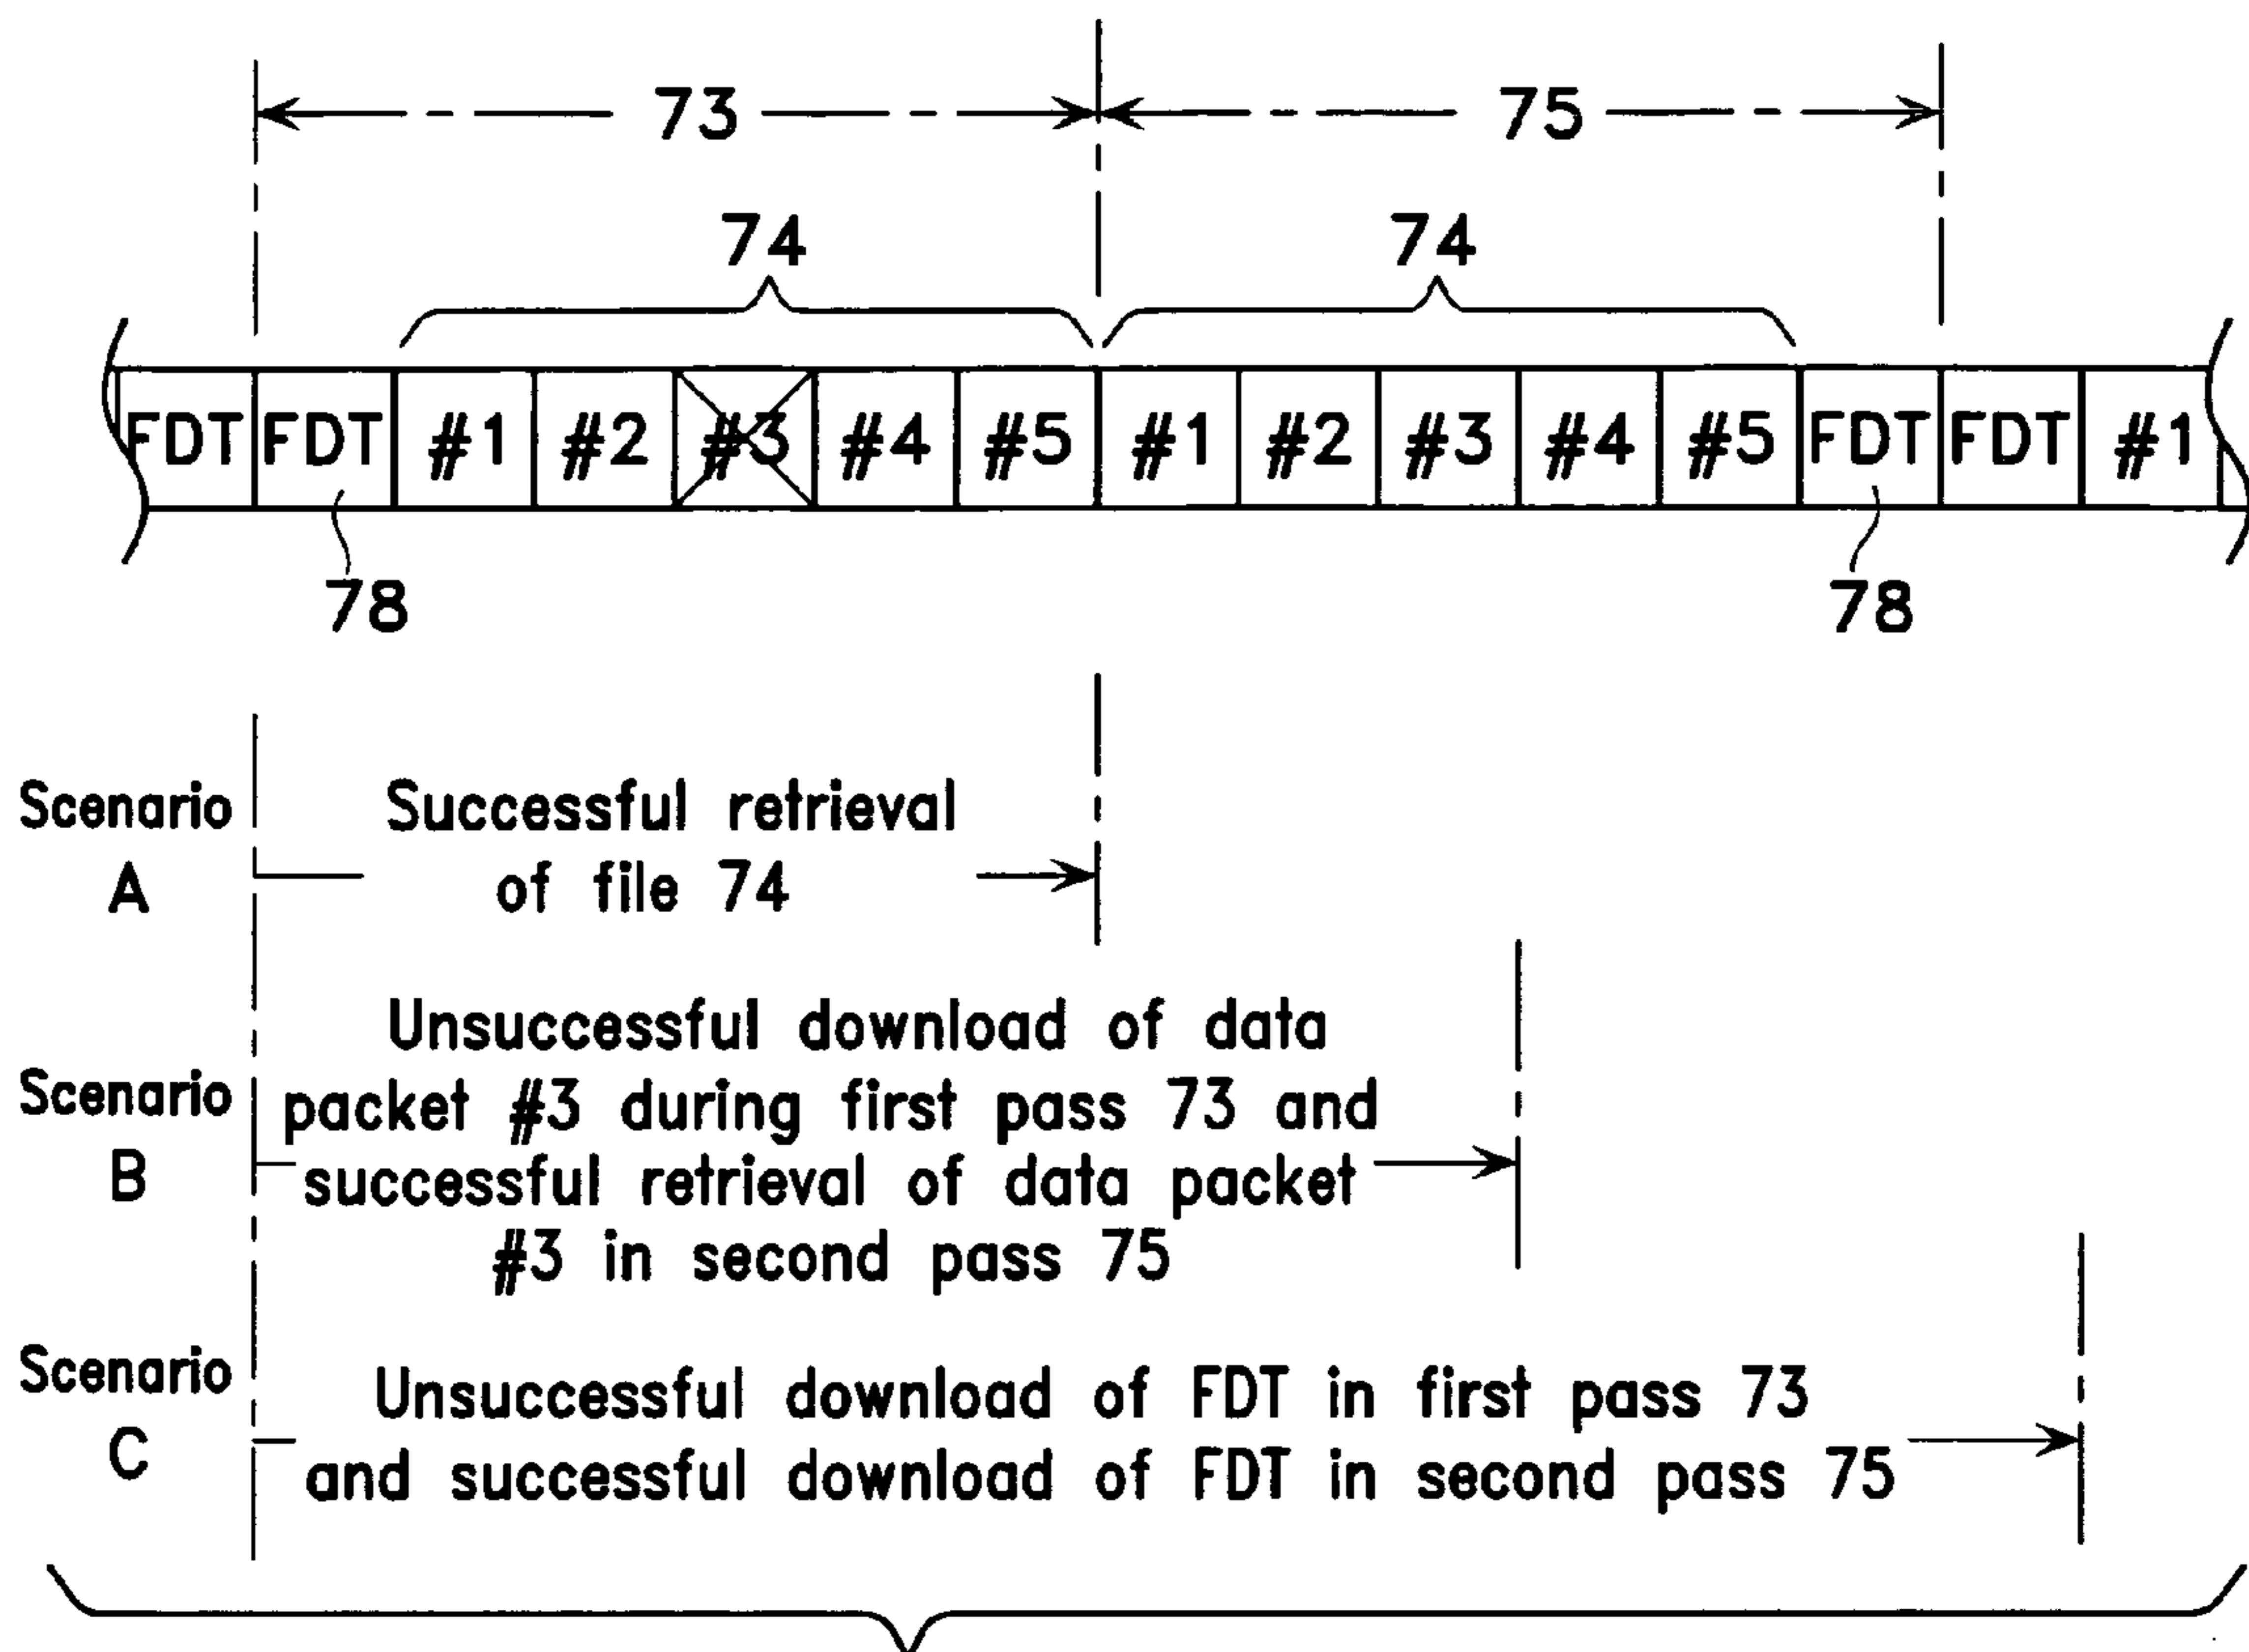 73 75
74 74
FDT FDT #1 #2 #3 #4 #5 #1 #2 #3 #4 #5 FDT FDT #1
78 78
Scenario
A
Successful retrieval
of file 74
Scenario
B
Unsuccessful download of data
packet #3 during first pass 73 and
successful retrieval of data packet
#3 in second pass 75
Scenario
C
Unsuccessful download of FDT in first pass 73
and successful download of FDT in second pass 75